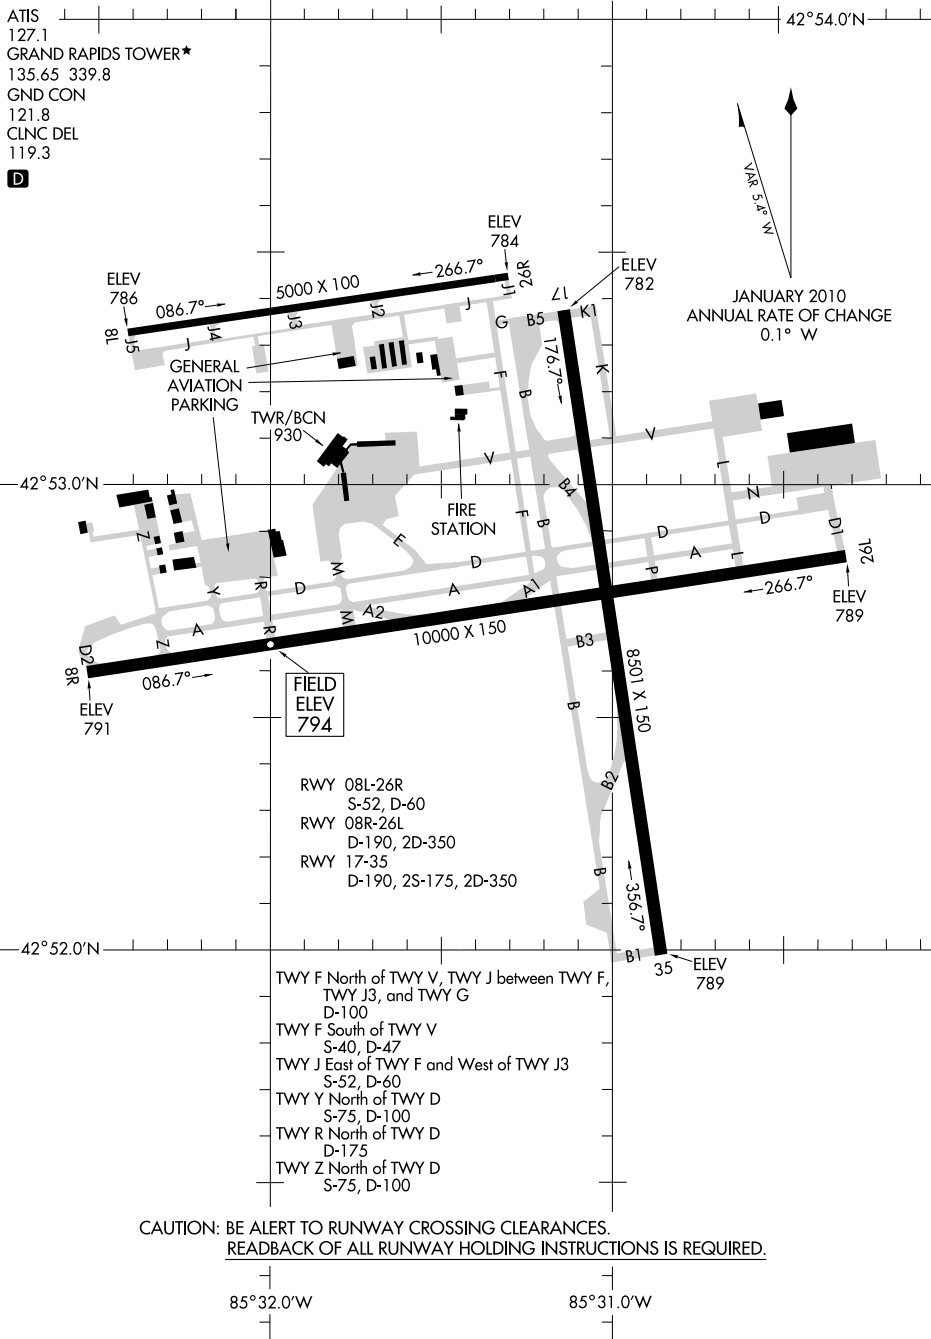 ATIS
127.1
GRAND RAPIDS TOWER★
135.65 339.8
GND CON
121.8
CLNC DEL
119.3
D
42°54.0'N
VAR 5.4° W
JANUARY 2010
ANNUAL RATE OF CHANGE
0.1° W
ELEV
784
ELEV
786
ELEV
782
8L
086.7°
5000 X 100
266.7°
26R
J5
J4
J3
J2
J1
J
J
G
B5
17
K1
K
176.7°
F
B
GENERAL
AVIATION
PARKING
TWR/BCN
930
FIRE
STATION
V
V
L
N
B4
42°53.0'N
F
B
D
D
D1
26L
Z
E
D
M
D
R
Y
A
A1
P
A
L
266.7°
ELEV
789
A2
M
R
A
Z
D2
8R
086.7°
10000 X 150
B3
ELEV
791
FIELD
ELEV
794
8501 X 150
B
B2
RWY 08L-26R
S-52, D-60
RWY 08R-26L
D-190, 2D-350
RWY 17-35
D-190, 2S-175, 2D-350
B
356.7°
42°52.0'N
B1
35
ELEV
789
TWY F North of TWY V, TWY J between TWY F,
TWY J3, and TWY G
D-100
TWY F South of TWY V
S-40, D-47
TWY J East of TWY F and West of TWY J3
S-52, D-60
TWY Y North of TWY D
S-75, D-100
TWY R North of TWY D
D-175
TWY Z North of TWY D
S-75, D-100
CAUTION: BE ALERT TO RUNWAY CROSSING CLEARANCES.
READBACK OF ALL RUNWAY HOLDING INSTRUCTIONS IS REQUIRED.
85°32.0'W
85°31.0'W